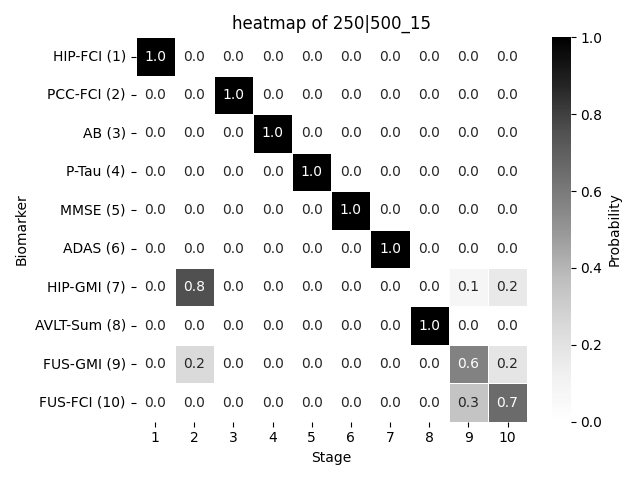 heatmap of 250|500_15
HIP-FCI (1) 1.0 0.0 0.0 0.0 0.0 0.0 0.0 0.0 0.0 0.0
PCC-FCI (2) 0.0 0.0 1.0 0.0 0.0 0.0 0.0 0.0 0.0 0.0
AB (3) 0.0 0.0 0.0 1.0 0.0 0.0 0.0 0.0 0.0 0.0
P-Tau (4) 0.0 0.0 0.0 0.0 1.0 0.0 0.0 0.0 0.0 0.0
MMSE (5) 0.0 0.0 0.0 0.0 0.0 1.0 0.0 0.0 0.0 0.0
ADAS (6) 0.0 0.0 0.0 0.0 0.0 0.0 1.0 0.0 0.0 0.0
HIP-GMI (7) 0.0 0.8 0.0 0.0 0.0 0.0 0.0 0.0 0.1 0.2
AVLT-Sum (8) 0.0 0.0 0.0 0.0 0.0 0.0 0.0 1.0 0.0 0.0
FUS-GMI (9) 0.0 0.2 0.0 0.0 0.0 0.0 0.0 0.0 0.6 0.2
FUS-FCI (10) 0.0 0.0 0.0 0.0 0.0 0.0 0.0 0.0 0.3 0.7
1 2 3 4 5 6 7 8 9 10
Stage
Biomarker
1.0
0.8
0.6
0.4
0.2
0.0
Probability